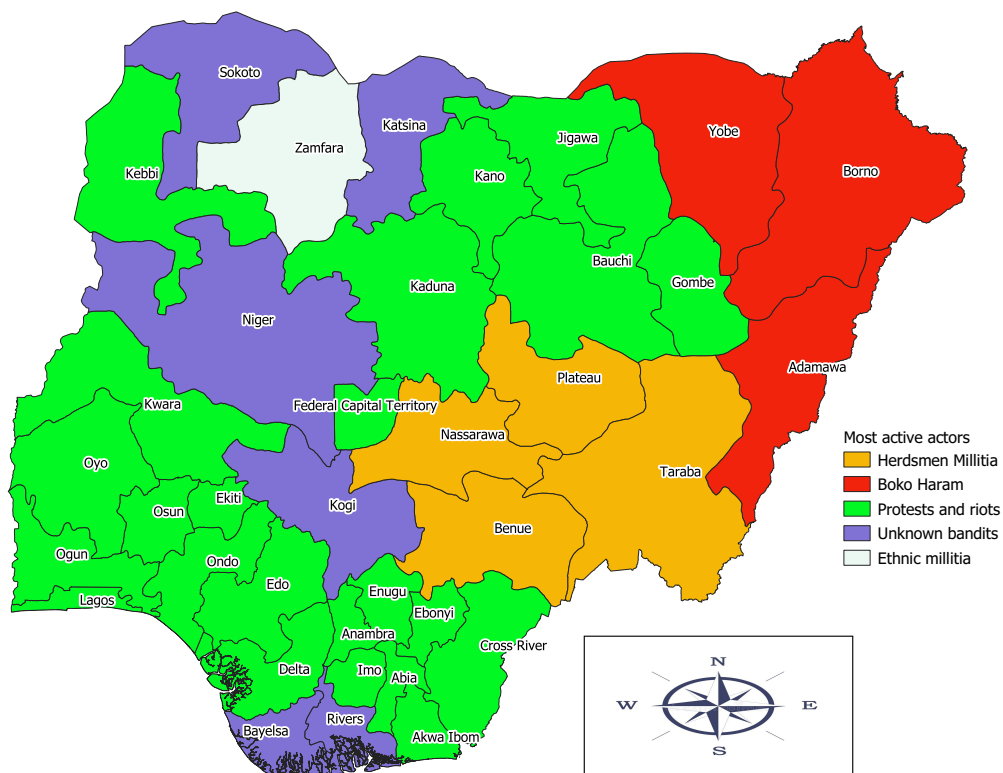 Sokoto
Katsina
Zamfara
Kebbi
Kano
Jigawa
Yobe
Borno
Bauchi
Gombe
Kaduna
Niger
Adamawa
Plateau
Federal Capital Territory
Kwara
Nassarawa
Taraba
Oyo
Ekiti
Osun
Kogi
Benue
Ogun
Ondo
Edo
Lagos
Enugu
Ebonyi
Anambra
Cross River
Delta
Imo
Abia
Bayelsa
Rivers
Akwa Ibom
Most active actors
Herdsmen Millitia
Boko Haram
Protests and riots
Unknown bandits
Ethnic millitia
N
W
E
S